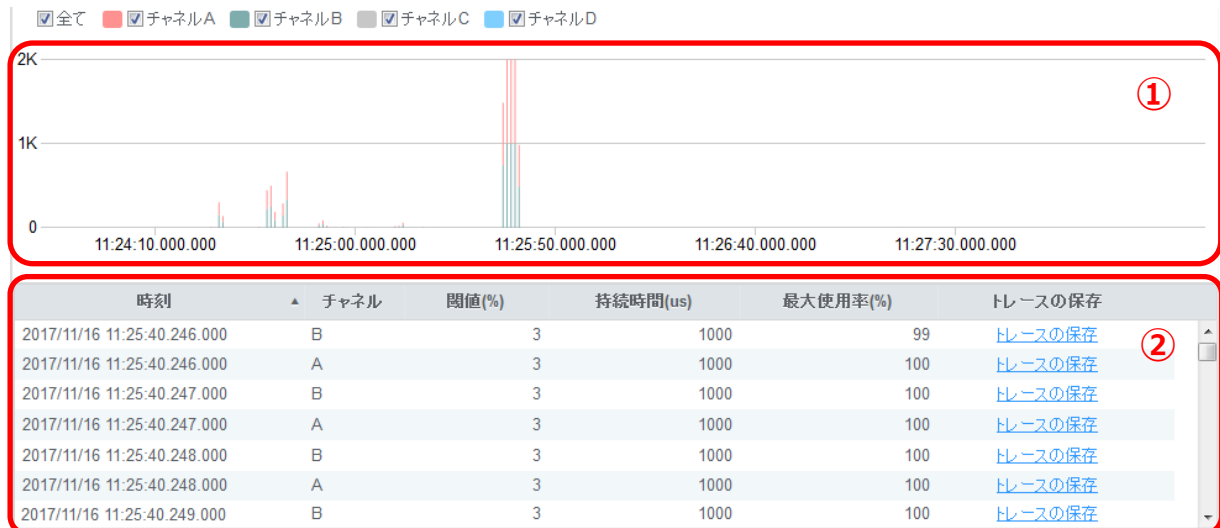 全て チャネルA チャネルB チャネルC チャネルD
2K
①
1K
0
11:24:10.000.000 11:25:00.000.000 11:25:50.000.000 11:26:40.000.000 11:27:30.000.000
時刻 ▲ チャネル 閾値(%) 持続時間(us) 最大使用率(%) トレースの保存
2017/11/16 11:25:40.246.000 B 3 1000 99 トレースの保存
②
2017/11/16 11:25:40.246.000 A 3 1000 100 トレースの保存
2017/11/16 11:25:40.247.000 B 3 1000 100 トレースの保存
2017/11/16 11:25:40.247.000 A 3 1000 100 トレースの保存
2017/11/16 11:25:40.248.000 B 3 1000 100 トレースの保存
2017/11/16 11:25:40.248.000 A 3 1000 100 トレースの保存
2017/11/16 11:25:40.249.000 B 3 1000 100 トレースの保存